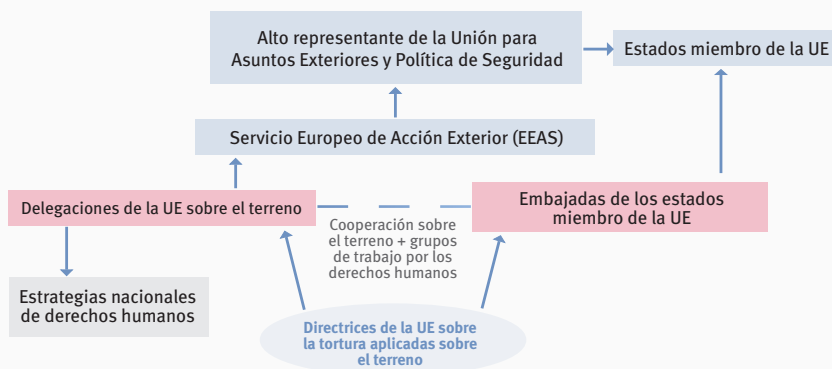 Alto representante de la Unión para
Asuntos Exteriores y Política de Seguridad
Estados miembro de la UE
Servicio Europeo de Acción Exterior (EEAS)
Delegaciones de la UE sobre el terreno
Embajadas de los estados
miembro de la UE
Cooperación sobre
el terreno + grupos
de trabajo por los
derechos humanos
Estrategias nacionales
de derechos humanos
Directrices de la UE sobre
la tortura aplicadas sobre
el terreno